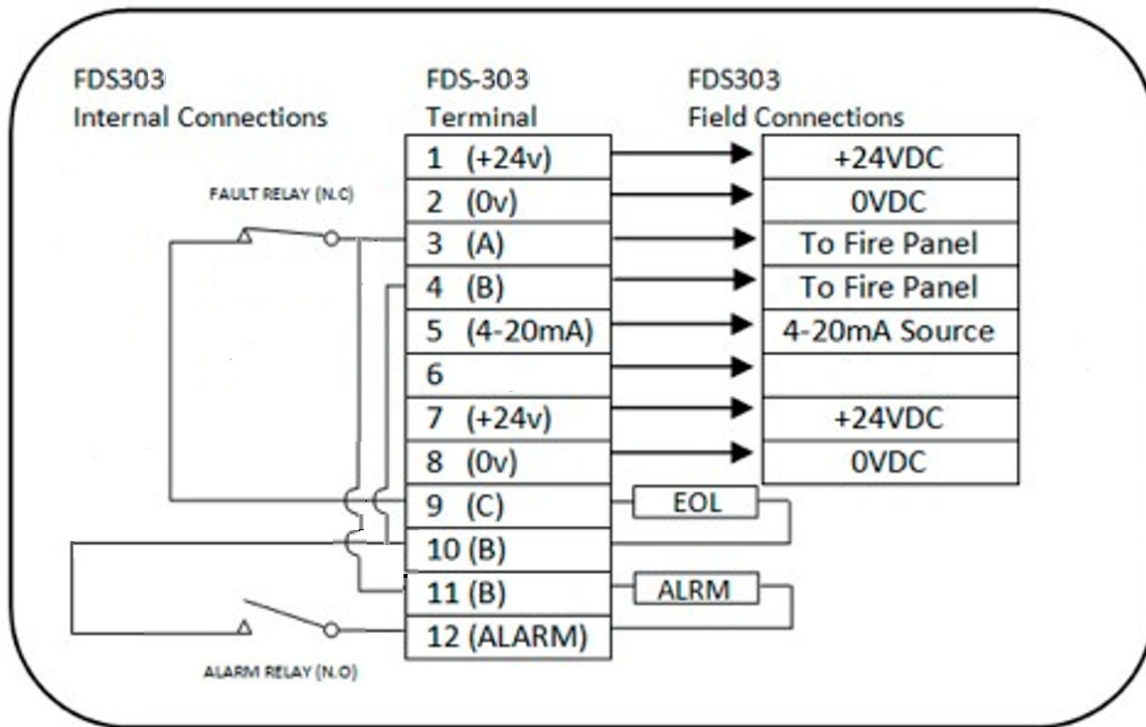 FDS303
Internal Connections
FDS-303
Terminal
FDS303
Field Connections
FAULT RELAY (N.C)
1 (+24v)
+24VDC
2 (0v)
0VDC
3 (A)
To Fire Panel
4 (B)
To Fire Panel
5 (4-20mA)
4-20mA Source
6
7 (+24v)
+24VDC
8 (0v)
0VDC
9 (C)
EOL
10 (B)
11 (B)
ALRM
12 (ALARM)
ALARM RELAY (N.O)